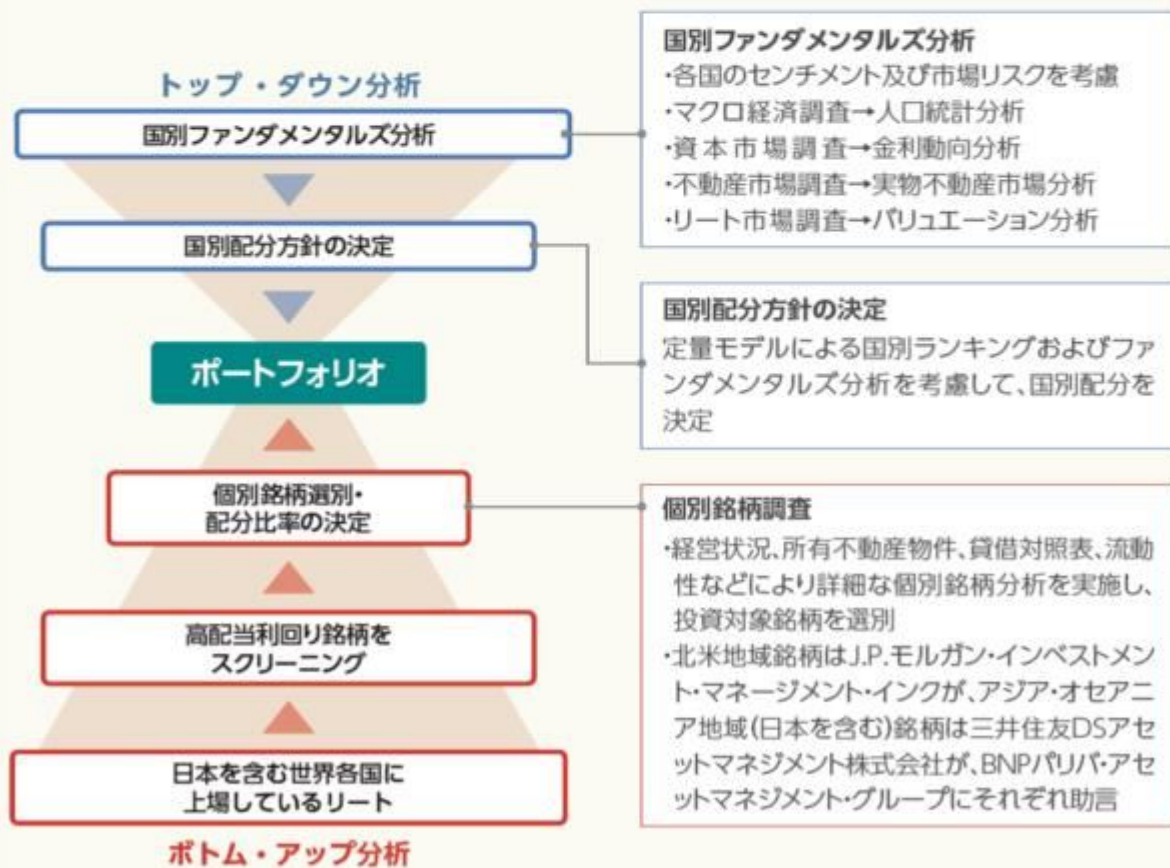 トップ・ダウン分析
国別ファンダメンタルズ分析
国別配分方針の決定
ポートフォリオ
個別銘柄選別・
配分比率の決定
高配当利回り銘柄を
スクリーニング
日本を含む世界各国に
上場しているリート
ボトム・アップ分析
国別ファンダメンタルズ分析
・各国のセンチメント及び市場リスクを考慮
・マクロ経済調査→人口統計分析
・資本市場調査→金利動向分析
・不動産市場調査→実物不動産市場分析
・リート市場調査→バリュエーション分析
国別配分方針の決定
定量モデルによる国別ランキングおよびファ
ンダメンタルズ分析を考慮して、国別配分を
決定
個別銘柄調査
・経営状況、所有不動産物件、貸借対照表、流動
性などにより詳細な個別銘柄分析を実施し、
投資対象銘柄を選別
・北米地域銘柄はJ.P.モルガン・インベストメン
ト・マネージメント・インクが、アジア・オセアニ
ア地域(日本を含む)銘柄は三井住友DSアセ
ットマネジメント株式会社が、BNPパリバ・アセ
ットマネジメント・グループにそれぞれ助言